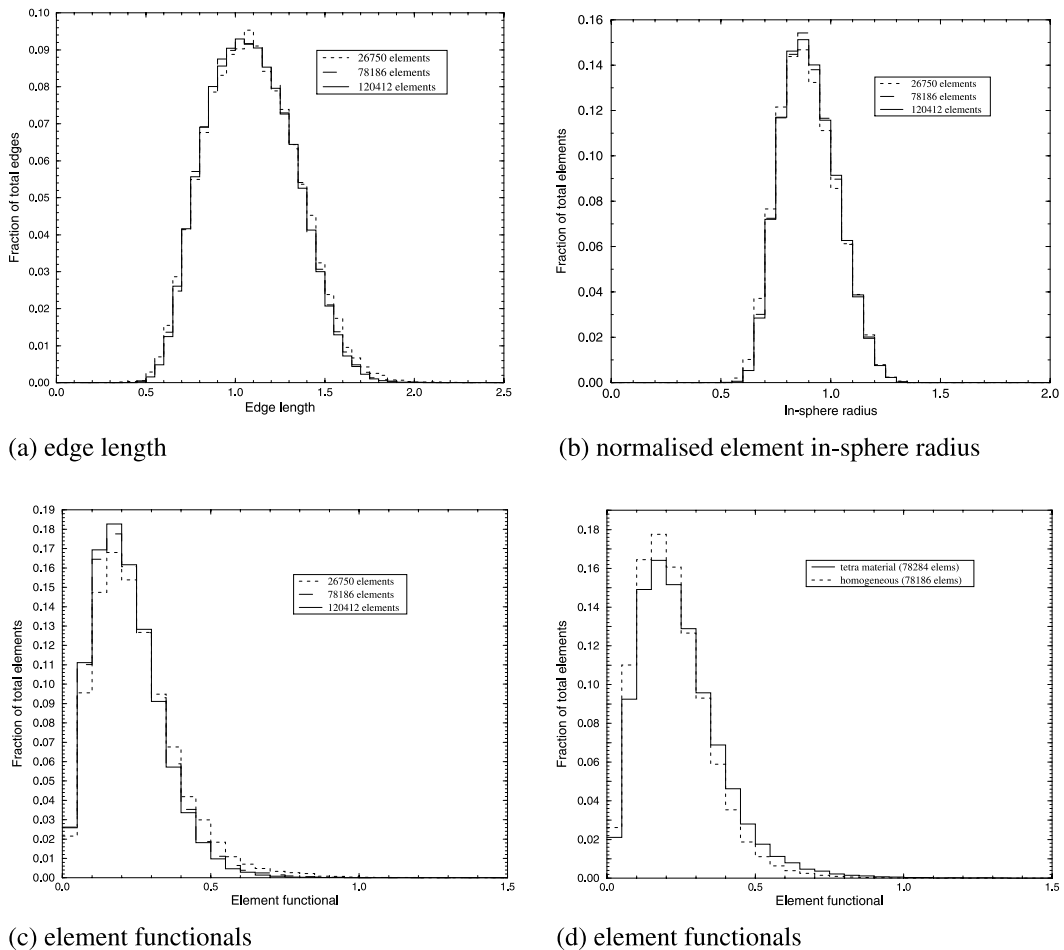 0.10
0.09
0.08
0.07
0.06
0.05
0.04
0.03
0.02
0.01
0.00
Fraction of total edges
26750 elements
78186 elements
120412 elements
0.0 0.5 1.0 1.5 2.0 2.5
Edge length
(a) edge length
0.16
0.14
0.12
0.10
0.08
0.06
0.04
0.02
0.00
Fraction of total elements
26750 elements
78186 elements
120412 elements
0.0 0.5 1.0 1.5 2.0
In-sphere radius
(b) normalised element in-sphere radius
0.19
0.18
0.17
0.16
0.15
0.14
0.13
0.12
0.11
0.10
0.09
0.08
0.07
0.06
0.05
0.04
0.03
0.02
0.01
0.00
Fraction of total elements
26750 elements
78186 elements
120412 elements
0.0 0.5 1.0 1.5
Element functional
(c) element functionals
0.18
0.16
0.14
0.12
0.10
0.08
0.06
0.04
0.02
0.00
Fraction of total elements
tetra material (78284 elems)
homogeneous (78186 elems)
0.0 0.5 1.0 1.5
Element functional
(d) element functionals